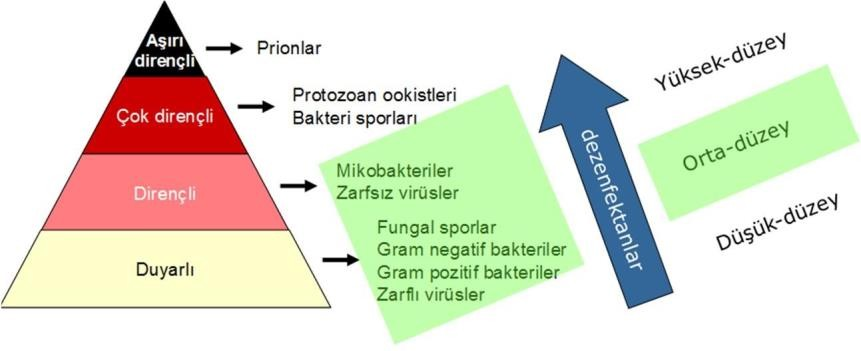 Aşırı
dirençli
Prionlar
Çok dirençli
Protozoan ookistleri
Bakteri sporları
Dirençli
Mikobakteriler
Zarfsız virüsler
Duyarlı
Fungal sporlar
Gram negatif bakteriler
Gram pozitif bakteriler
Zarflı virüsler
dezenfektanlar
Yüksek-düzey
Orta-düzey
Düşük-düzey